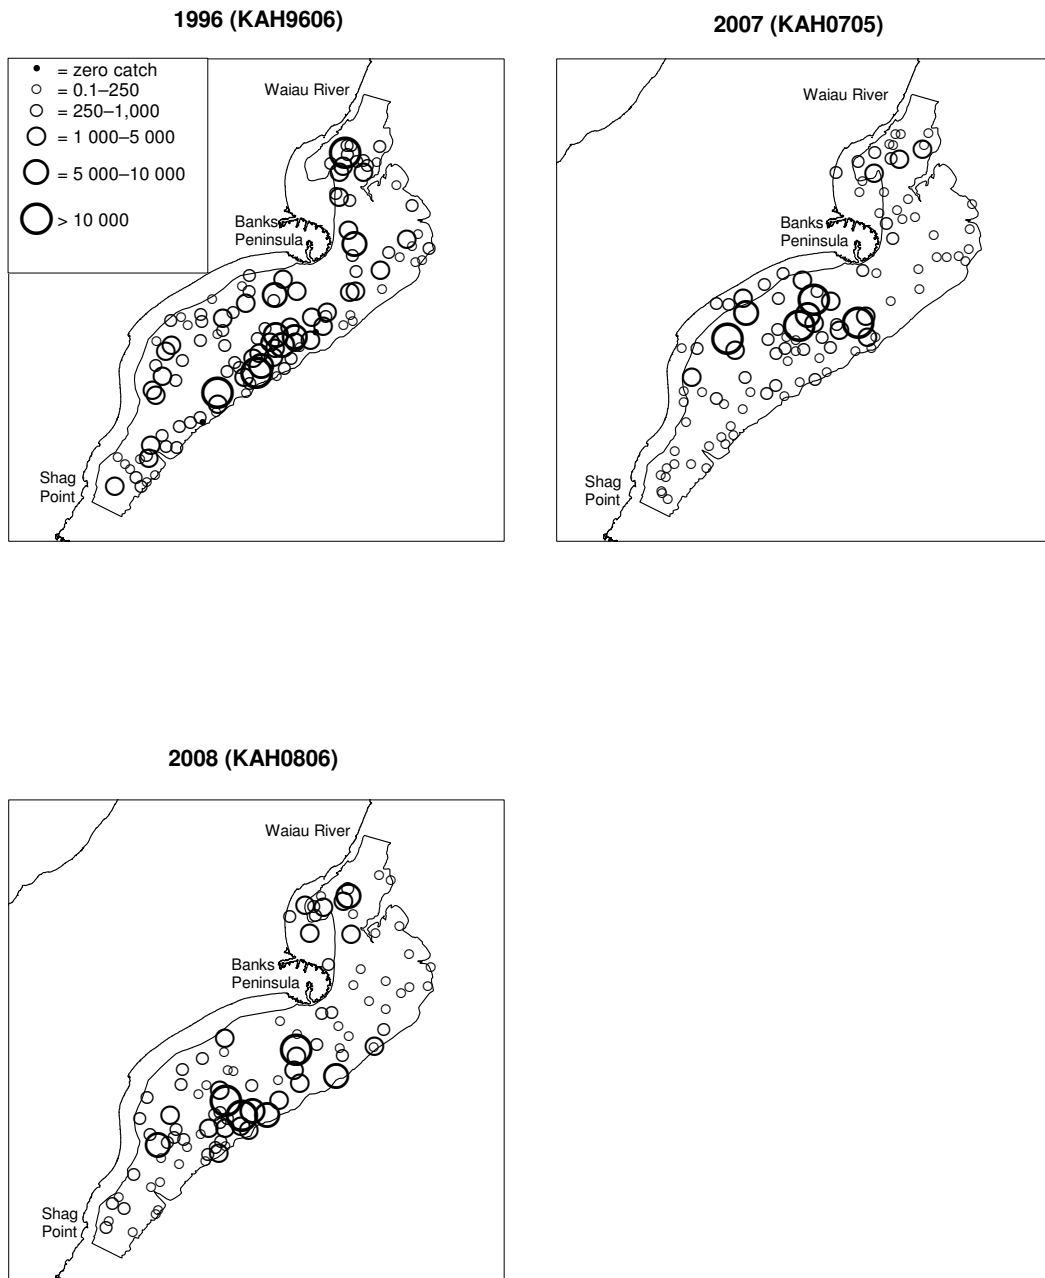 1996 (KAH9606)
= zero catch
= 0.1–250
= 250–1,000
= 1 000–5 000
= 5 000–10 000
> 10 000
Waiau River
Banks
Peninsula
Shag
Point
2007 (KAH0705)
Waiau River
Banks
Peninsula
Shag
Point
2008 (KAH0806)
Waiau River
Banks
Peninsula
Shag
Point